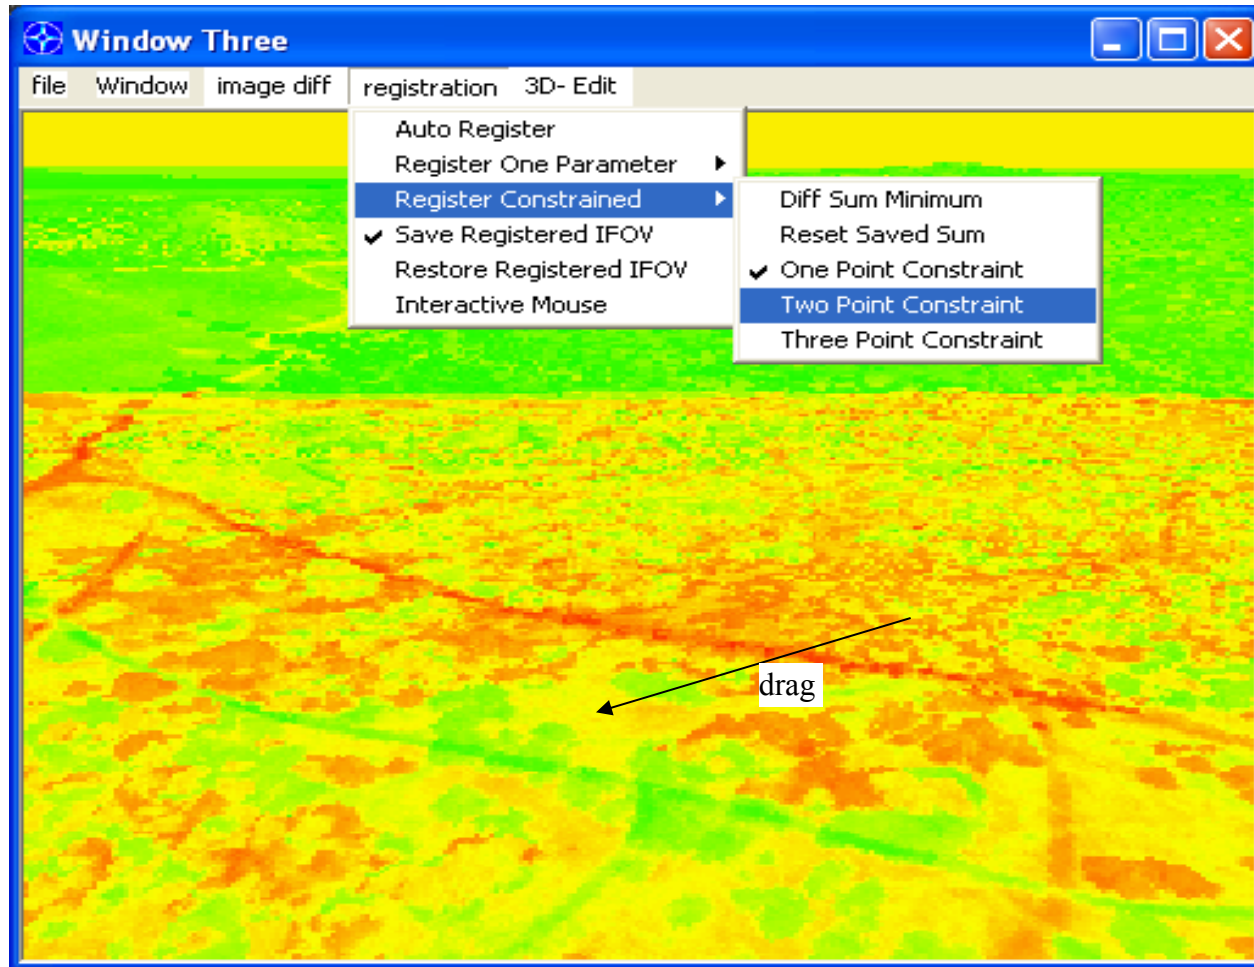 Window Three
file Window image diff registration 3D- Edit
Auto Register
Register One Parameter
Register Constrained
Save Registered IFOV
Restore Registered IFOV
Interactive Mouse
Diff Sum Minimum
Reset Saved Sum
One Point Constraint
Two Point Constraint
Three Point Constraint
drag